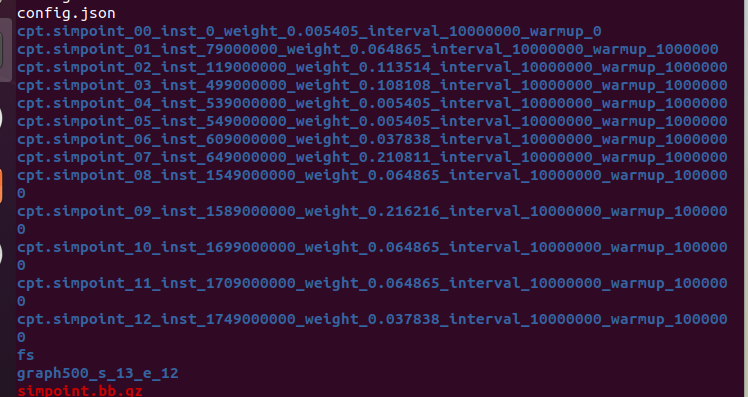 config.json
cpt.simpoint_00_inst_0_weight_0.005405_interval_10000000_warmup_0
cpt.simpoint_01_inst_79000000_weight_0.064865_interval_10000000_warmup_1000000
cpt.simpoint_02_inst_119000000_weight_0.113514_interval_10000000_warmup_1000000
cpt.simpoint_03_inst_499000000_weight_0.108108_interval_10000000_warmup_1000000
cpt.simpoint_04_inst_539000000_weight_0.005405_interval_10000000_warmup_1000000
cpt.simpoint_05_inst_549000000_weight_0.005405_interval_10000000_warmup_1000000
cpt.simpoint_06_inst_609000000_weight_0.037838_interval_10000000_warmup_1000000
cpt.simpoint_07_inst_649000000_weight_0.210811_interval_10000000_warmup_1000000
cpt.simpoint_08_inst_1549000000_weight_0.064865_interval_10000000_warmup_100000
0
cpt.simpoint_09_inst_1589000000_weight_0.216216_interval_10000000_warmup_100000
0
cpt.simpoint_10_inst_1699000000_weight_0.064865_interval_10000000_warmup_100000
0
cpt.simpoint_11_inst_1709000000_weight_0.064865_interval_10000000_warmup_100000
0
cpt.simpoint_12_inst_1749000000_weight_0.037838_interval_10000000_warmup_100000
0
fs
graph500_s_13_e_12
simpoint.bb.gz